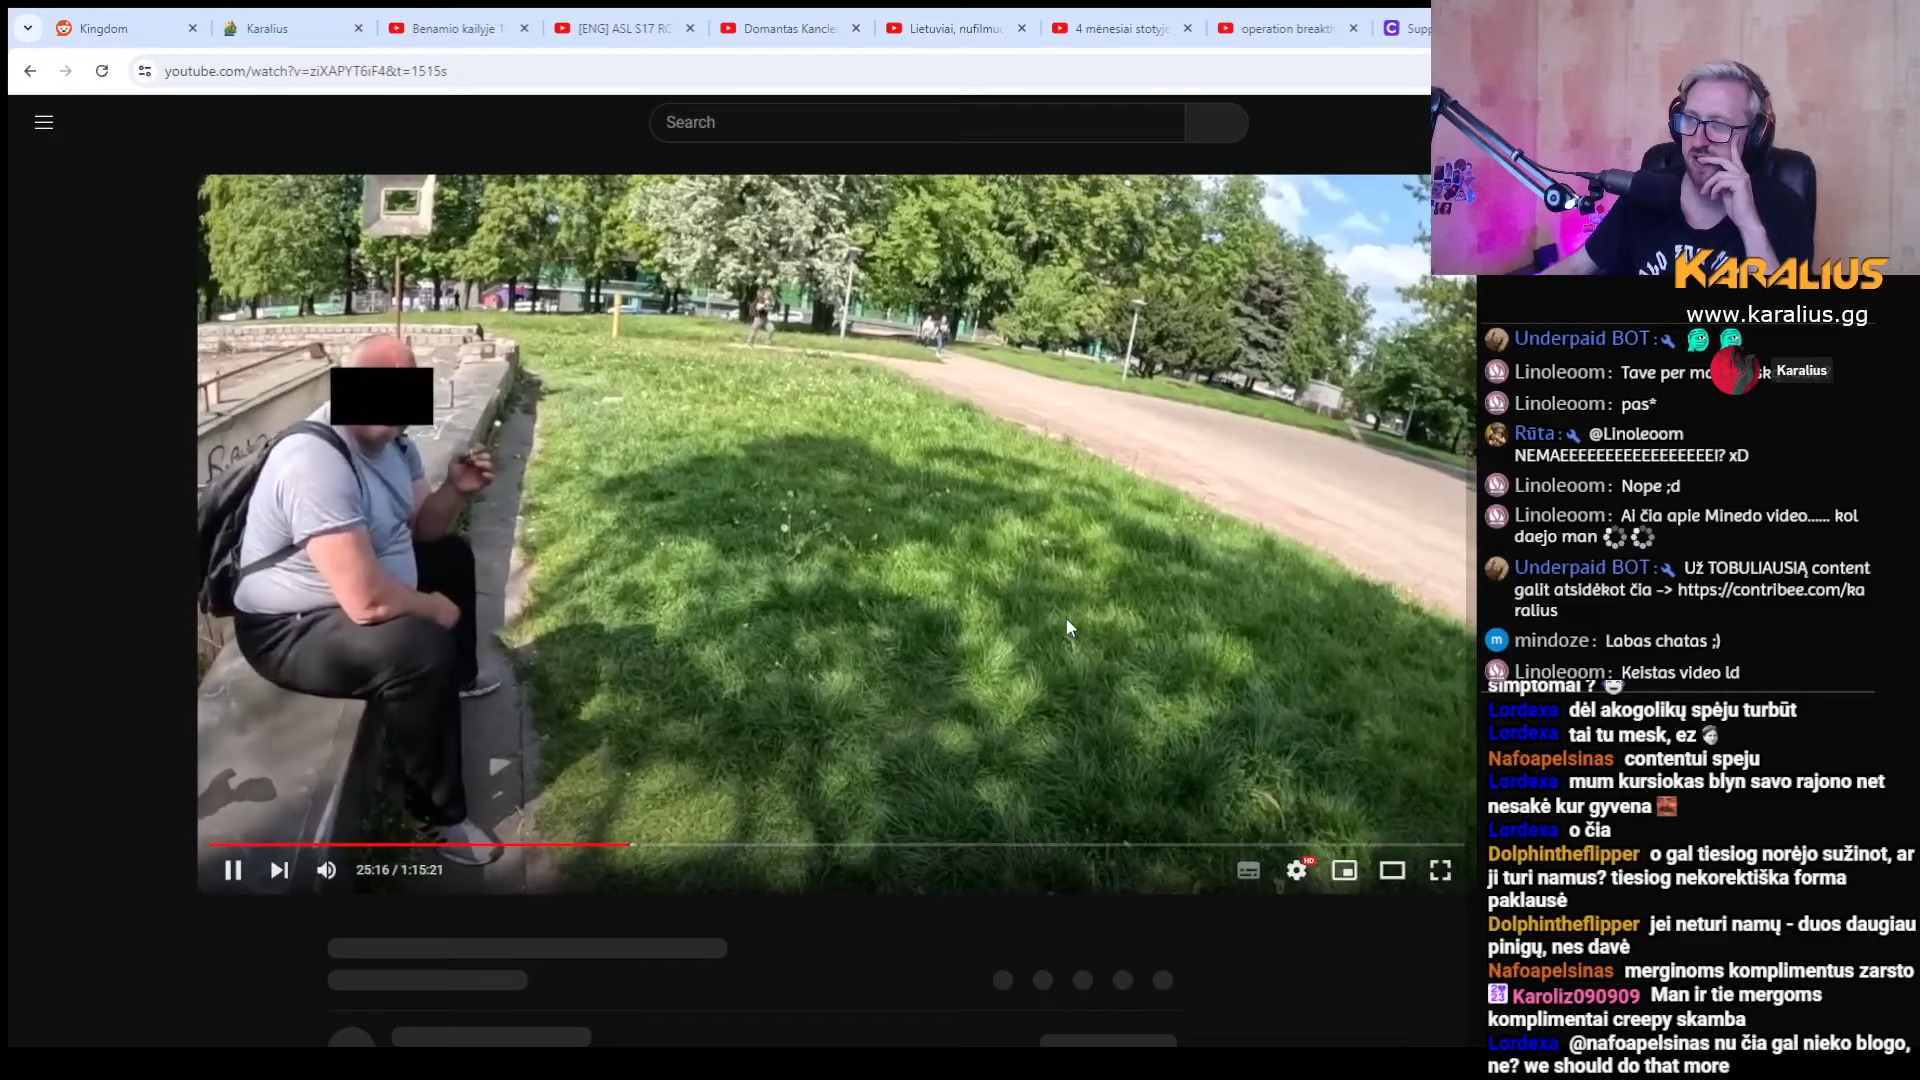 Kingdom
Karalius
Benamio kailyje
[ENG] ASL S17
Domantas Kancle
Lietuviai, nufilmu
4 mėnesiai stotyje
operation breakth
Sup
youtube.com/watch?v=ziXAPYT6iF4&t=1515s
Search
KARALIUS
www.karalius.gg
Underpaid BOT:
Linoleoom: Tave per
Karalius
Linoleoom: pas*
Rūta: @Linoleoom
NEMAEEEEEEEEEEEEEEEEEI? xD
Linoleoom: Nope ;d
Linoleoom: Ai čia apie Minedo video...... kol
daejo man
Underpaid BOT: Už TOBULIAUSIĄ content
galit atsidėkot čia -> https://contribee.com/ka
ralius
m mindoze: Labas chatas ;)
Linoleoom: Keistas video ld
simptomai ?
Lordexa dėl akogolikų spėju turbūt
Lordexa tai tu mesk, ez
Nafoapelsinas contentui speju
Lordexa mum kursiokas blyn savo rajono net
nesakė kur gyvena
Lordexa o čia
Dolphintheflipper o gal tiesiog norėjo sužinot, ar
ji turi namus? tiesiog nekorektiška forma
paklausė
Dolphintheflipper jei neturi namų - duos daugiau
pinigų, nes davė
Nafoapelsinas merginoms komplimentus zarsto
Karoliz090909 Man ir tie mergoms
komplimentai creepy skamba
Lordexa @nafoapelsinas nu čia gal nieko blogo,
ne? we should do that more
25:16 / 1:15:21
HD